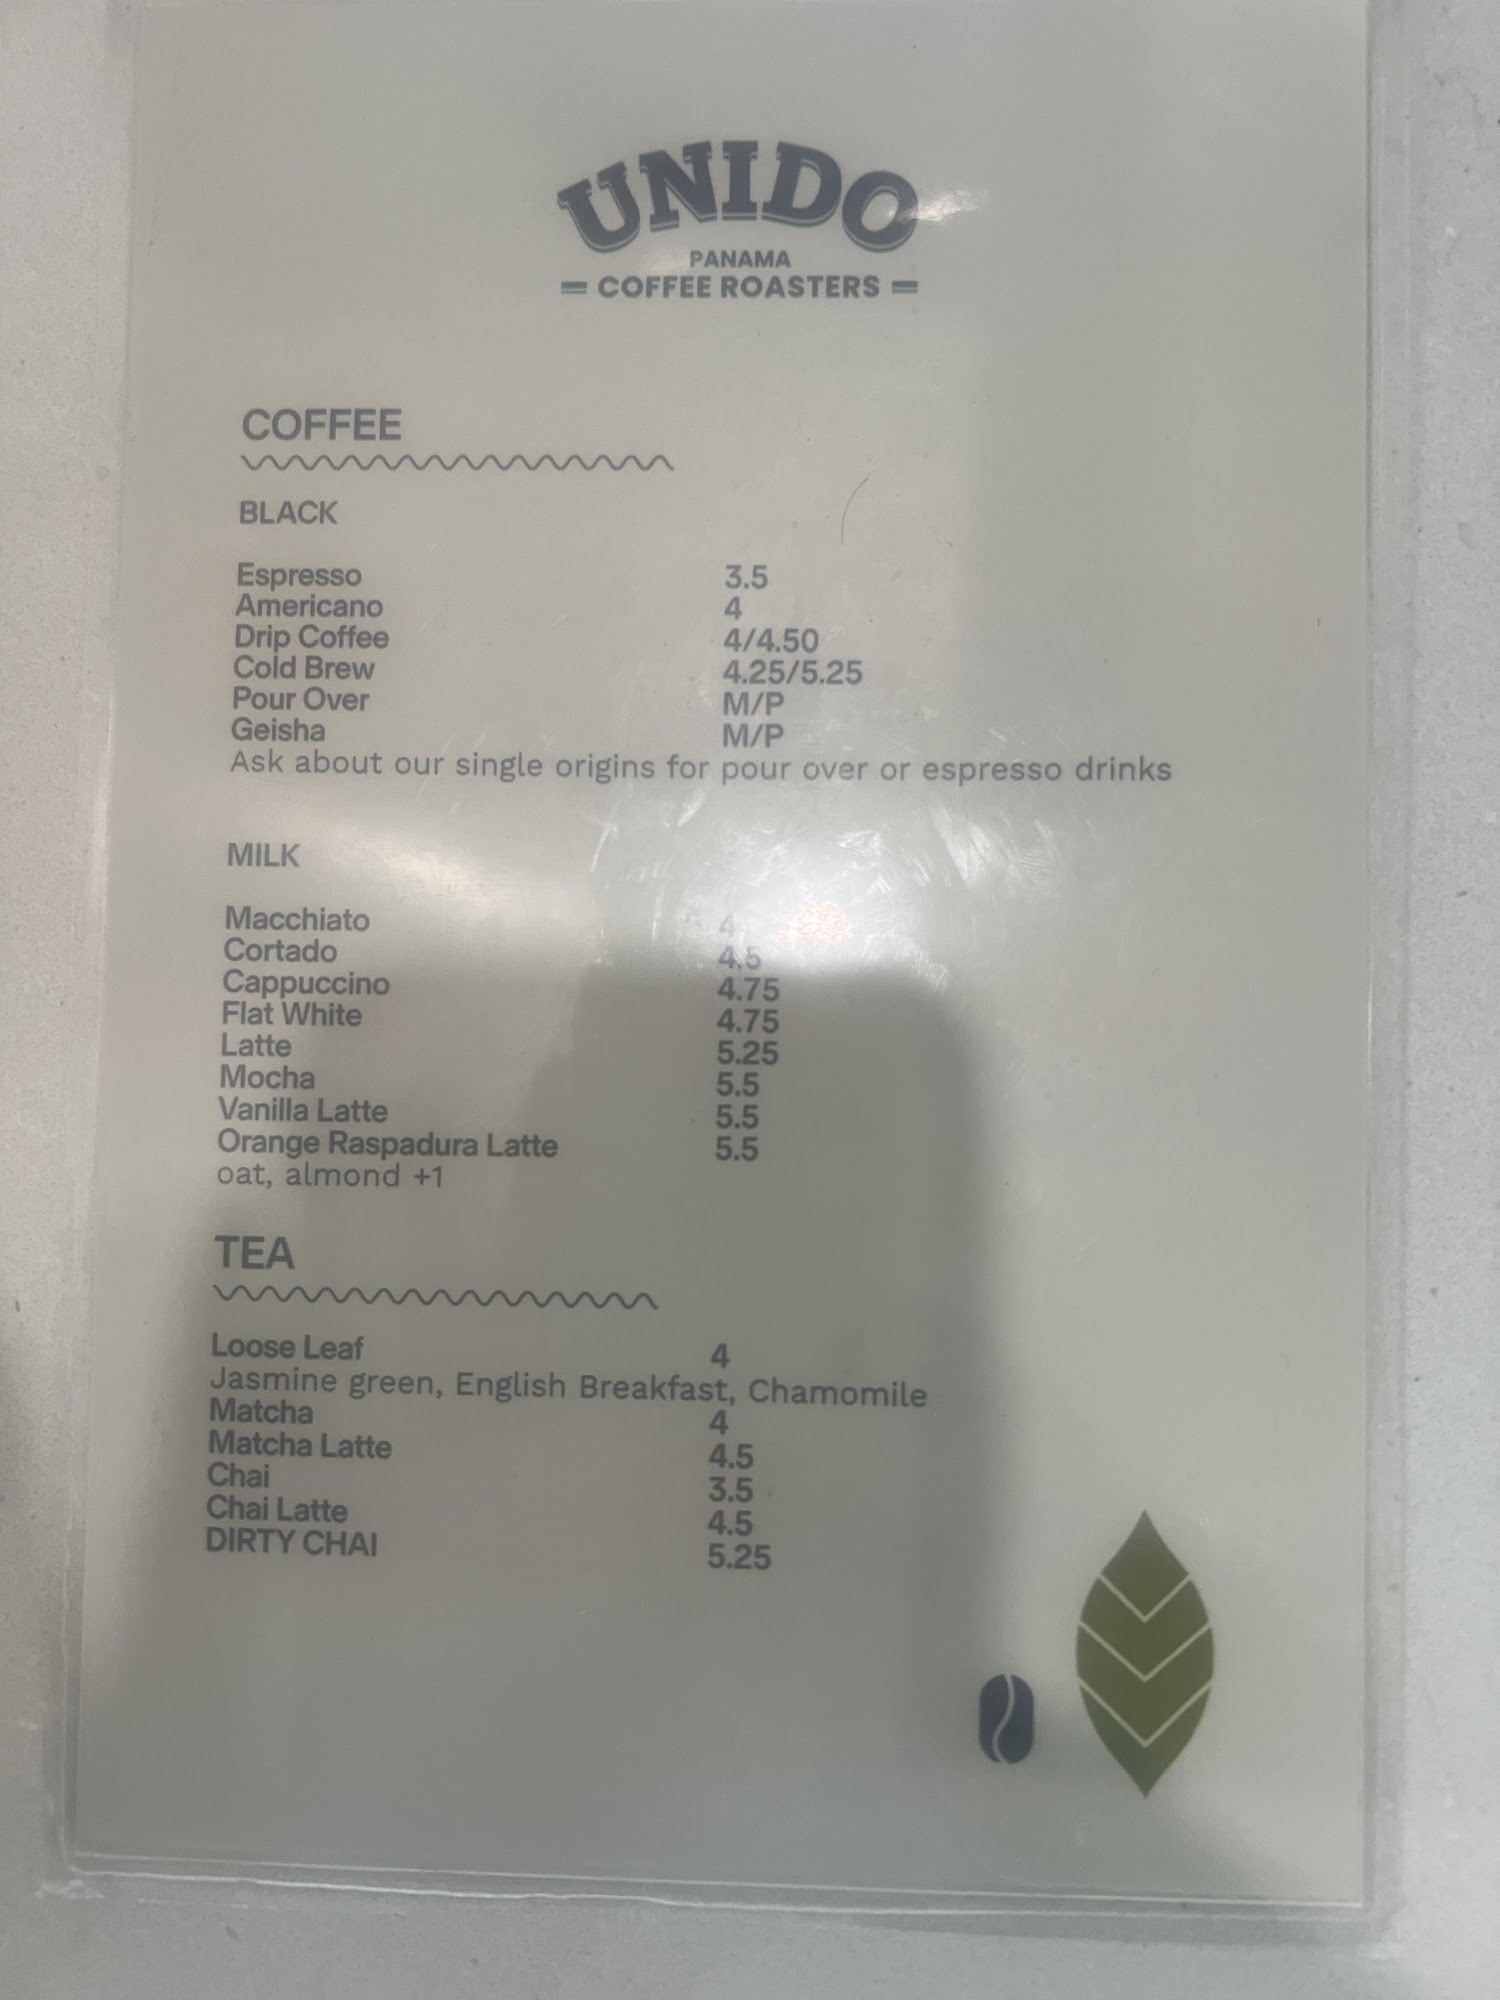 UNIDO
PANAMA
COFFEE ROASTERS
COFFEE
BLACK
Espresso 3.5
Americano 4
Drip Coffee 4/4.50
Cold Brew 4.25/5.25
Pour Over M/P
Geisha M/P
Ask about our single origins for pour over or espresso drinks
MILK
Macchiato 4
Cortado 4.5
Cappuccino 4.75
Flat White 4.75
Latte 5.25
Mocha 5.5
Vanilla Latte 5.5
Orange Raspadura Latte 5.5
oat, almond +1
TEA
Loose Leaf 4
Jasmine green, English Breakfast, Chamomile
Matcha 4
Matcha Latte 4.5
Chai 3.5
Chai Latte 4.5
DIRTY CHAI 5.25